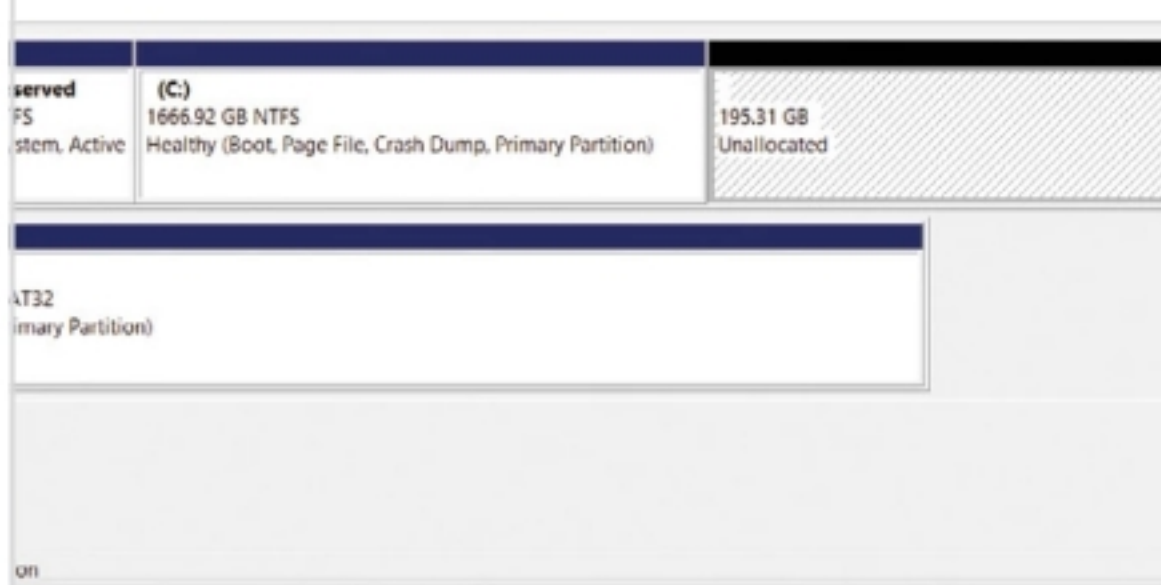 served
(C:)
1666.92 GB NTFS
Healthy (Boot, Page File, Crash Dump, Primary Partition)
FS
stem, Active
195.31 GB
Unallocated
AT32
imary Partition)
on